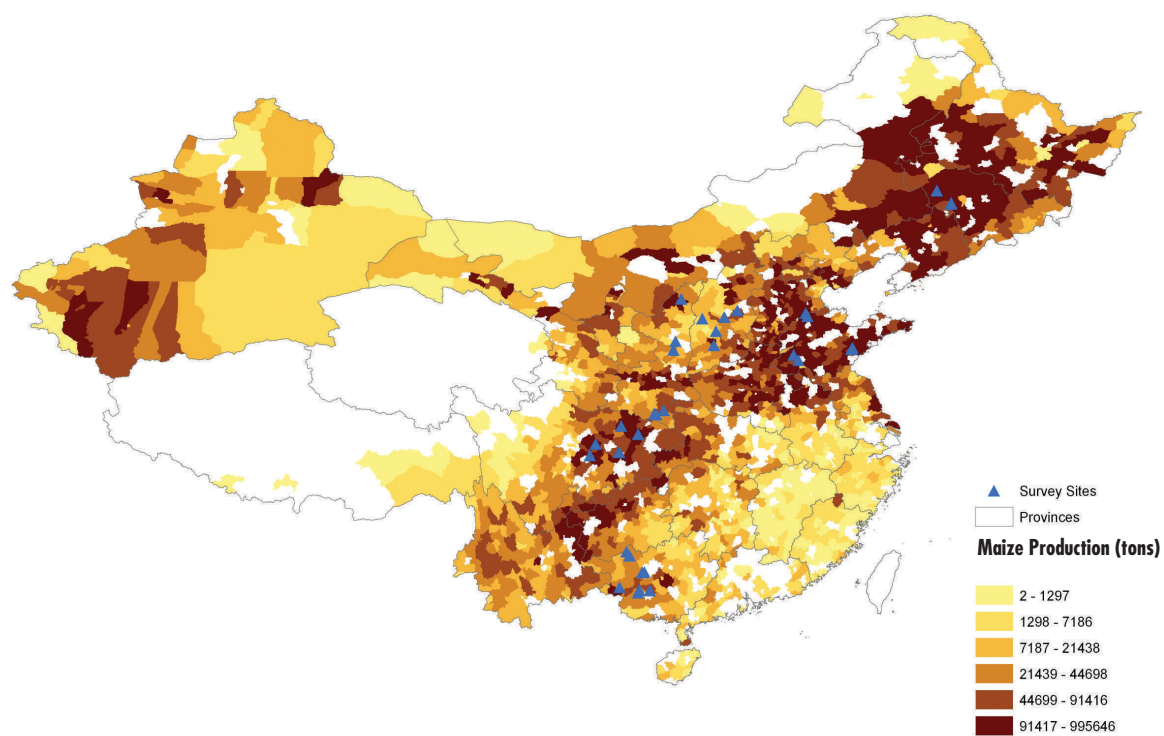 Survey Sites
Provinces
Maize Production (tons)
2 - 1297
1298 - 7186
7187 - 21438
21439 - 44698
44699 - 91416
91417 - 995646